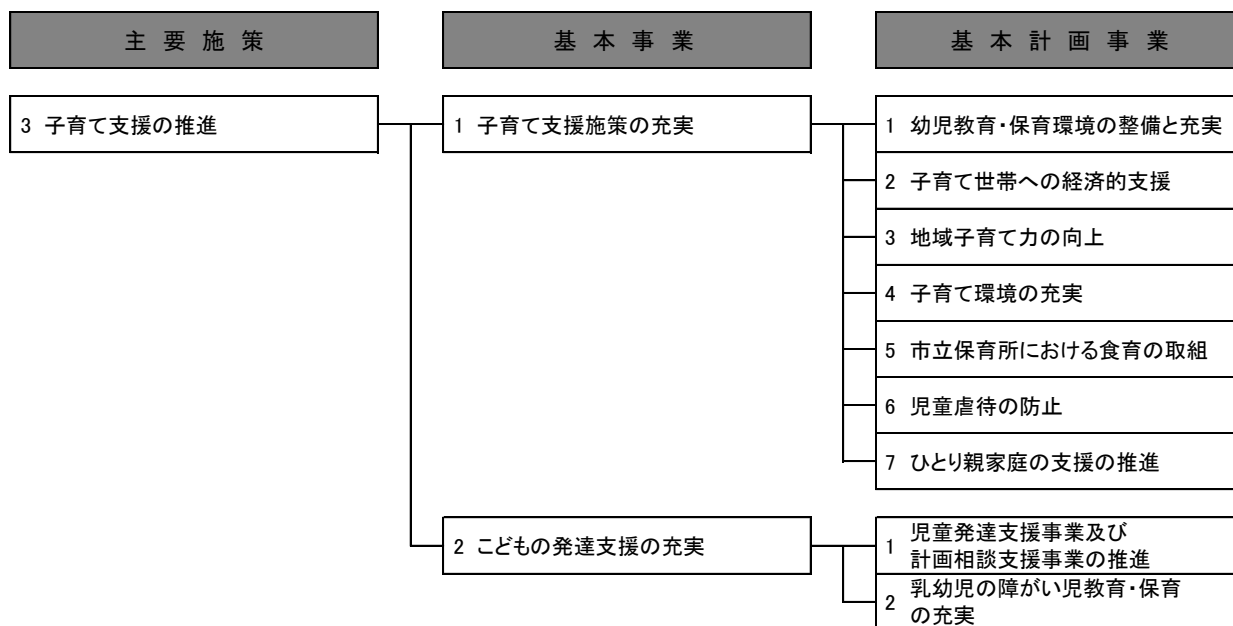 主要施策
基本事業
基本計画事業
3 子育て支援の推進
1 子育て支援施策の充実
1 幼児教育・保育環境の整備と充実
2 子育て世帯への経済的支援
3 地域子育て力の向上
4 子育て環境の充実
5 市立保育所における食育の取組
6 児童虐待の防止
7 ひとり親家庭の支援の推進
2 こどもの発達支援の充実
1 児童発達支援事業及び
計画相談支援事業の推進
2 乳幼児の障がい児教育・保育
の充実